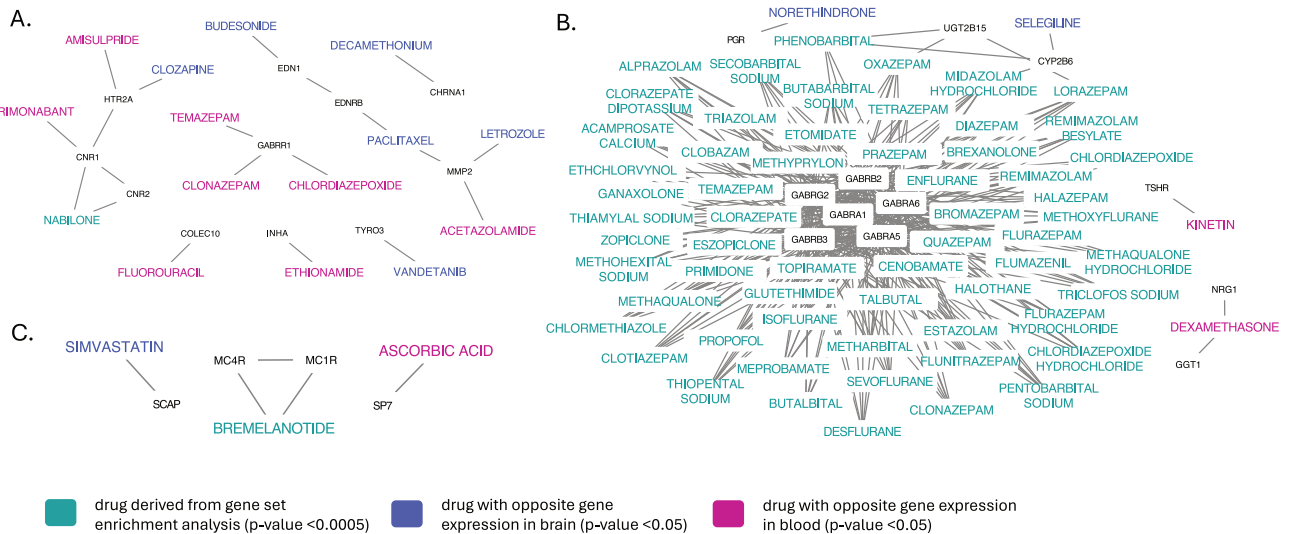 A.
AMISULPRIDE
BUDESONIDE
DECAMETHONIUM
CLOZAPINE
EDN1
CHRNA1
HTR2A
EDNRB
RIMONABANT
TEMAZEPAM
PACLITAXEL
LETROZOLE
GABRR1
CNR1
MMP2
CLONAZEPAM
CHLORDIAZEPOXIDE
CNR2
NABILONE
COLEC10
INHA
TYRO3
ACETAZOLAMIDE
FLUOROURACIL
ETHIONAMIDE
VANDETANIB
B.
NORETHINDRONE
PGR
PHENOBARBITAL
UGT2B15
SELEGILINE
CYP2B6
ALPRAZOLAM
SECOBARBITAL
SODIUM
OXAZEPAM
MIDAZOLAM
HYDROCHLORIDE
LORAZEPAM
CLORAZEPATE
DIPOTASSIUM
BUTABARBITAL
SODIUM
TETRAZEPAM
TRIAZOLAM
DIAZEPAM
REMIMAZOLAM
BESYLATE
ACAMPROSATE
CALCIUM
ETOMIDATE
CLOBAZAM
METHYPRYLON
PRAZEPAM
BREXANOLONE
CHLORDIAZEPOXIDE
ETHCHLORVYNOL
GABRB2
ENFLURANE
REMIMAZOLAM
GANAXOLONE
TEMAZEPAM
GABRG2
GABRA6
HALAZEPAM
TSHR
THIAMYLAL SODIUM
CLORAZEPATE
GABRA1
BROMAZEPAM
METHOXYFLURANE
KINETIN
ZOPICLONE
ESZOPICLONE
GABRB3
GABRA5
QUAZEPAM
FLURAZEPAM
METHOHEXITAL
SODIUM
PRIMIDONE
TOPIRAMATE
CENOBAMATE
FLUMAZENIL
METHAQUALONE
HYDROCHLORIDE
METHAQUALONE
GLUTETHIMIDE
TALBUTAL
HALOTHANE
TRICLOFOS SODIUM
NRG1
CHLORMETHIAZOLE
ISOFLURANE
ESTAZOLAM
FLURAZEPAM
HYDROCHLORIDE
DEXAMETHASONE
CLOTIAZEPAM
PROPOFOL
METHARBITAL
FLUNITRAZEPAM
CHLORDIAZEPOXIDE
HYDROCHLORIDE
GGT1
THIOPENTAL
SODIUM
MEPROBAMATE
SEVOFLURANE
PENTOBARBITAL
SODIUM
BUTALBITAL
CLONAZEPAM
DESFLURANE
C.
SIMVASTATIN
MC4R
MC1R
ASCORBIC ACID
SCAP
SP7
BREMELANOTIDE
drug derived from gene set
enrichment analysis (p-value <0.0005)
drug with opposite gene
expression in brain (p-value <0.05)
drug with opposite gene expression
in blood (p-value <0.05)